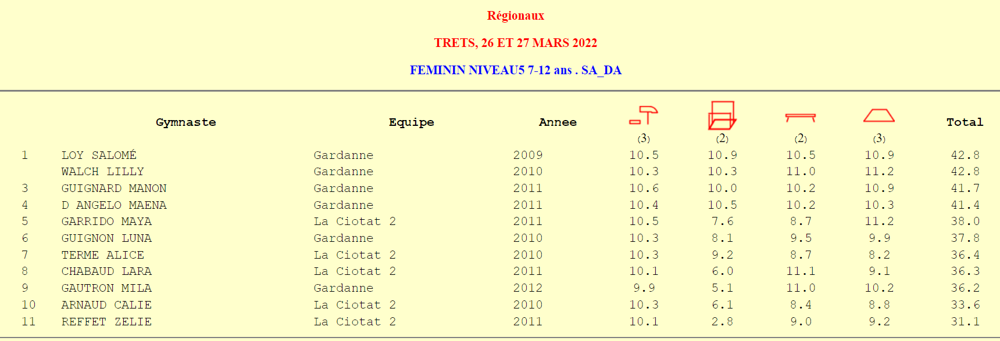 Régionaux
TRETS, 26 ET 27 MARS 2022
FEMININ NIVEAU5 7-12 ans . SA_DA
Gymnaste Equipe Annee Total
(3) (2) (2) (3)
1 LOY SALOMÉ Gardanne 2009 10.5 10.9 10.5 10.9 42.8
WALCH LILLY Gardanne 2010 10.3 10.3 11.0 11.2 42.8
3 GUIGNARD MANON Gardanne 2011 10.6 10.0 10.2 10.9 41.7
4 D ANGELO MAENA Gardanne 2011 10.4 10.5 10.2 10.3 41.4
5 GARRIDO MAYA La Ciotat 2 2011 10.5 7.6 8.7 11.2 38.0
6 GUIGNON LUNA Gardanne 2010 10.3 8.1 9.5 9.9 37.8
7 TERME ALICE La Ciotat 2 2010 10.3 9.2 8.7 8.2 36.4
8 CHABAUD LARA La Ciotat 2 2011 10.1 6.0 11.1 9.1 36.3
9 GAUTRON MILA Gardanne 2012 9.9 5.1 11.0 10.2 36.2
10 ARNAUD CALIE La Ciotat 2 2010 10.3 6.1 8.4 8.8 33.6
11 REFFET ZELIE La Ciotat 2 2011 10.1 2.8 9.0 9.2 31.1